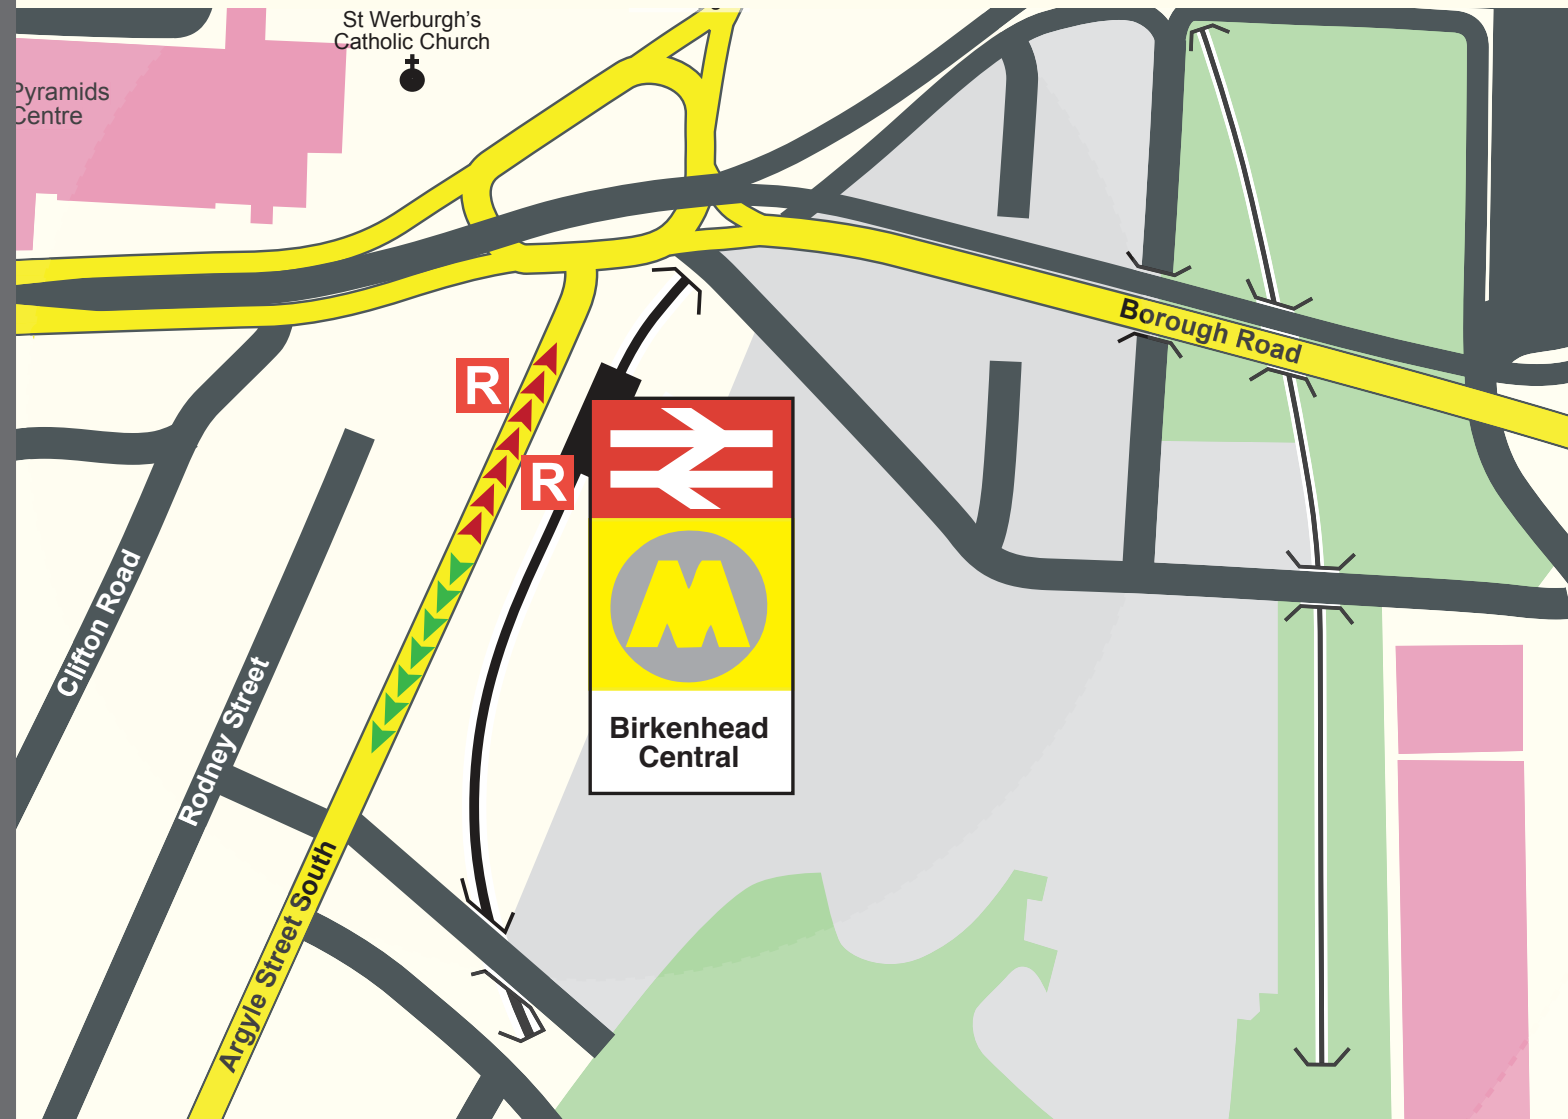 St Werburgh's
Catholic Church
Pyramids
Centre
Borough Road
R
R
M
Birkenhead
Central
Clifton Road
Rodney Street
Argyle Street South